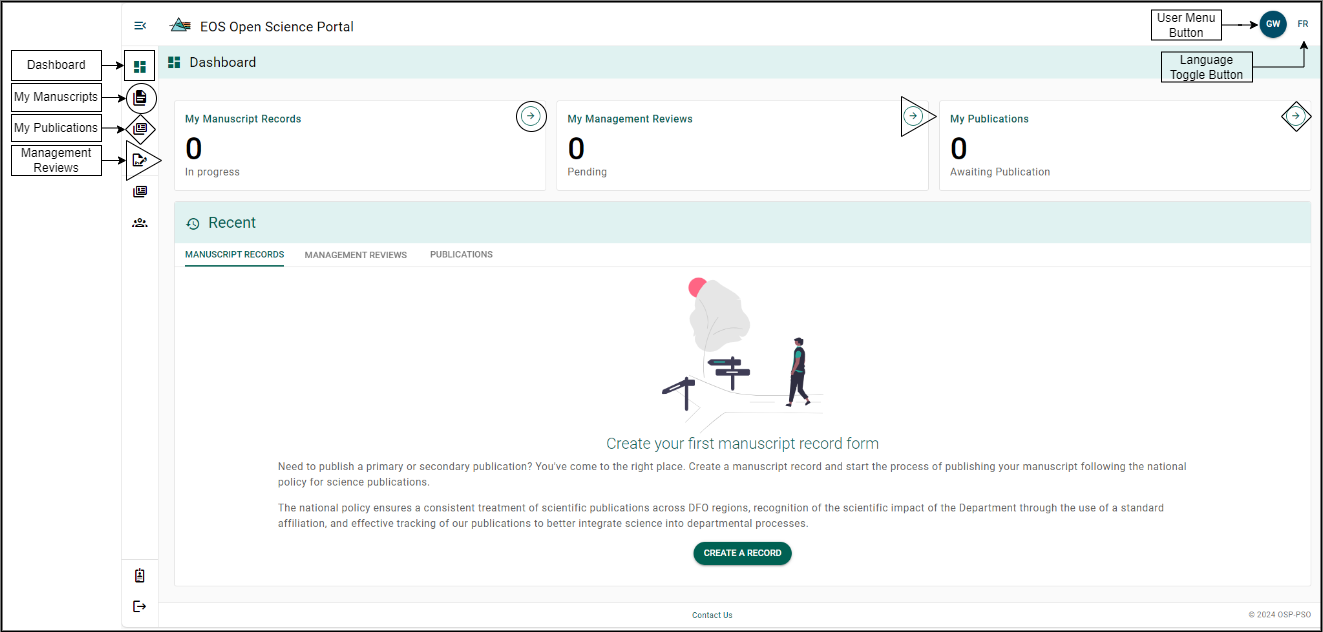 EOS Open Science Portal
User Menu
Button
GW
FR
Dashboard
Dashboard
Language
Toggle Button
My Manuscripts
My Publications
Management
Reviews
My Manuscript Records
0
In progress
My Management Reviews
0
Pending
My Publications
0
Awaiting Publication
Recent
MANUSCRIPT RECORDS
MANAGEMENT REVIEWS
PUBLICATIONS
Create your first manuscript record form
Need to publish a primary or secondary publication? You've come to the right place. Create a manuscript record and start the process of publishing your manuscript following the national
policy for science publications.
The national policy ensures a consistent treatment of scientific publications across DFO regions, recognition of the scientific impact of the Department through the use of a standard
affiliation, and effective tracking of our publications to better integrate science into departmental processes.
CREATE A RECORD
Contact Us
© 2024 OSP-PSO